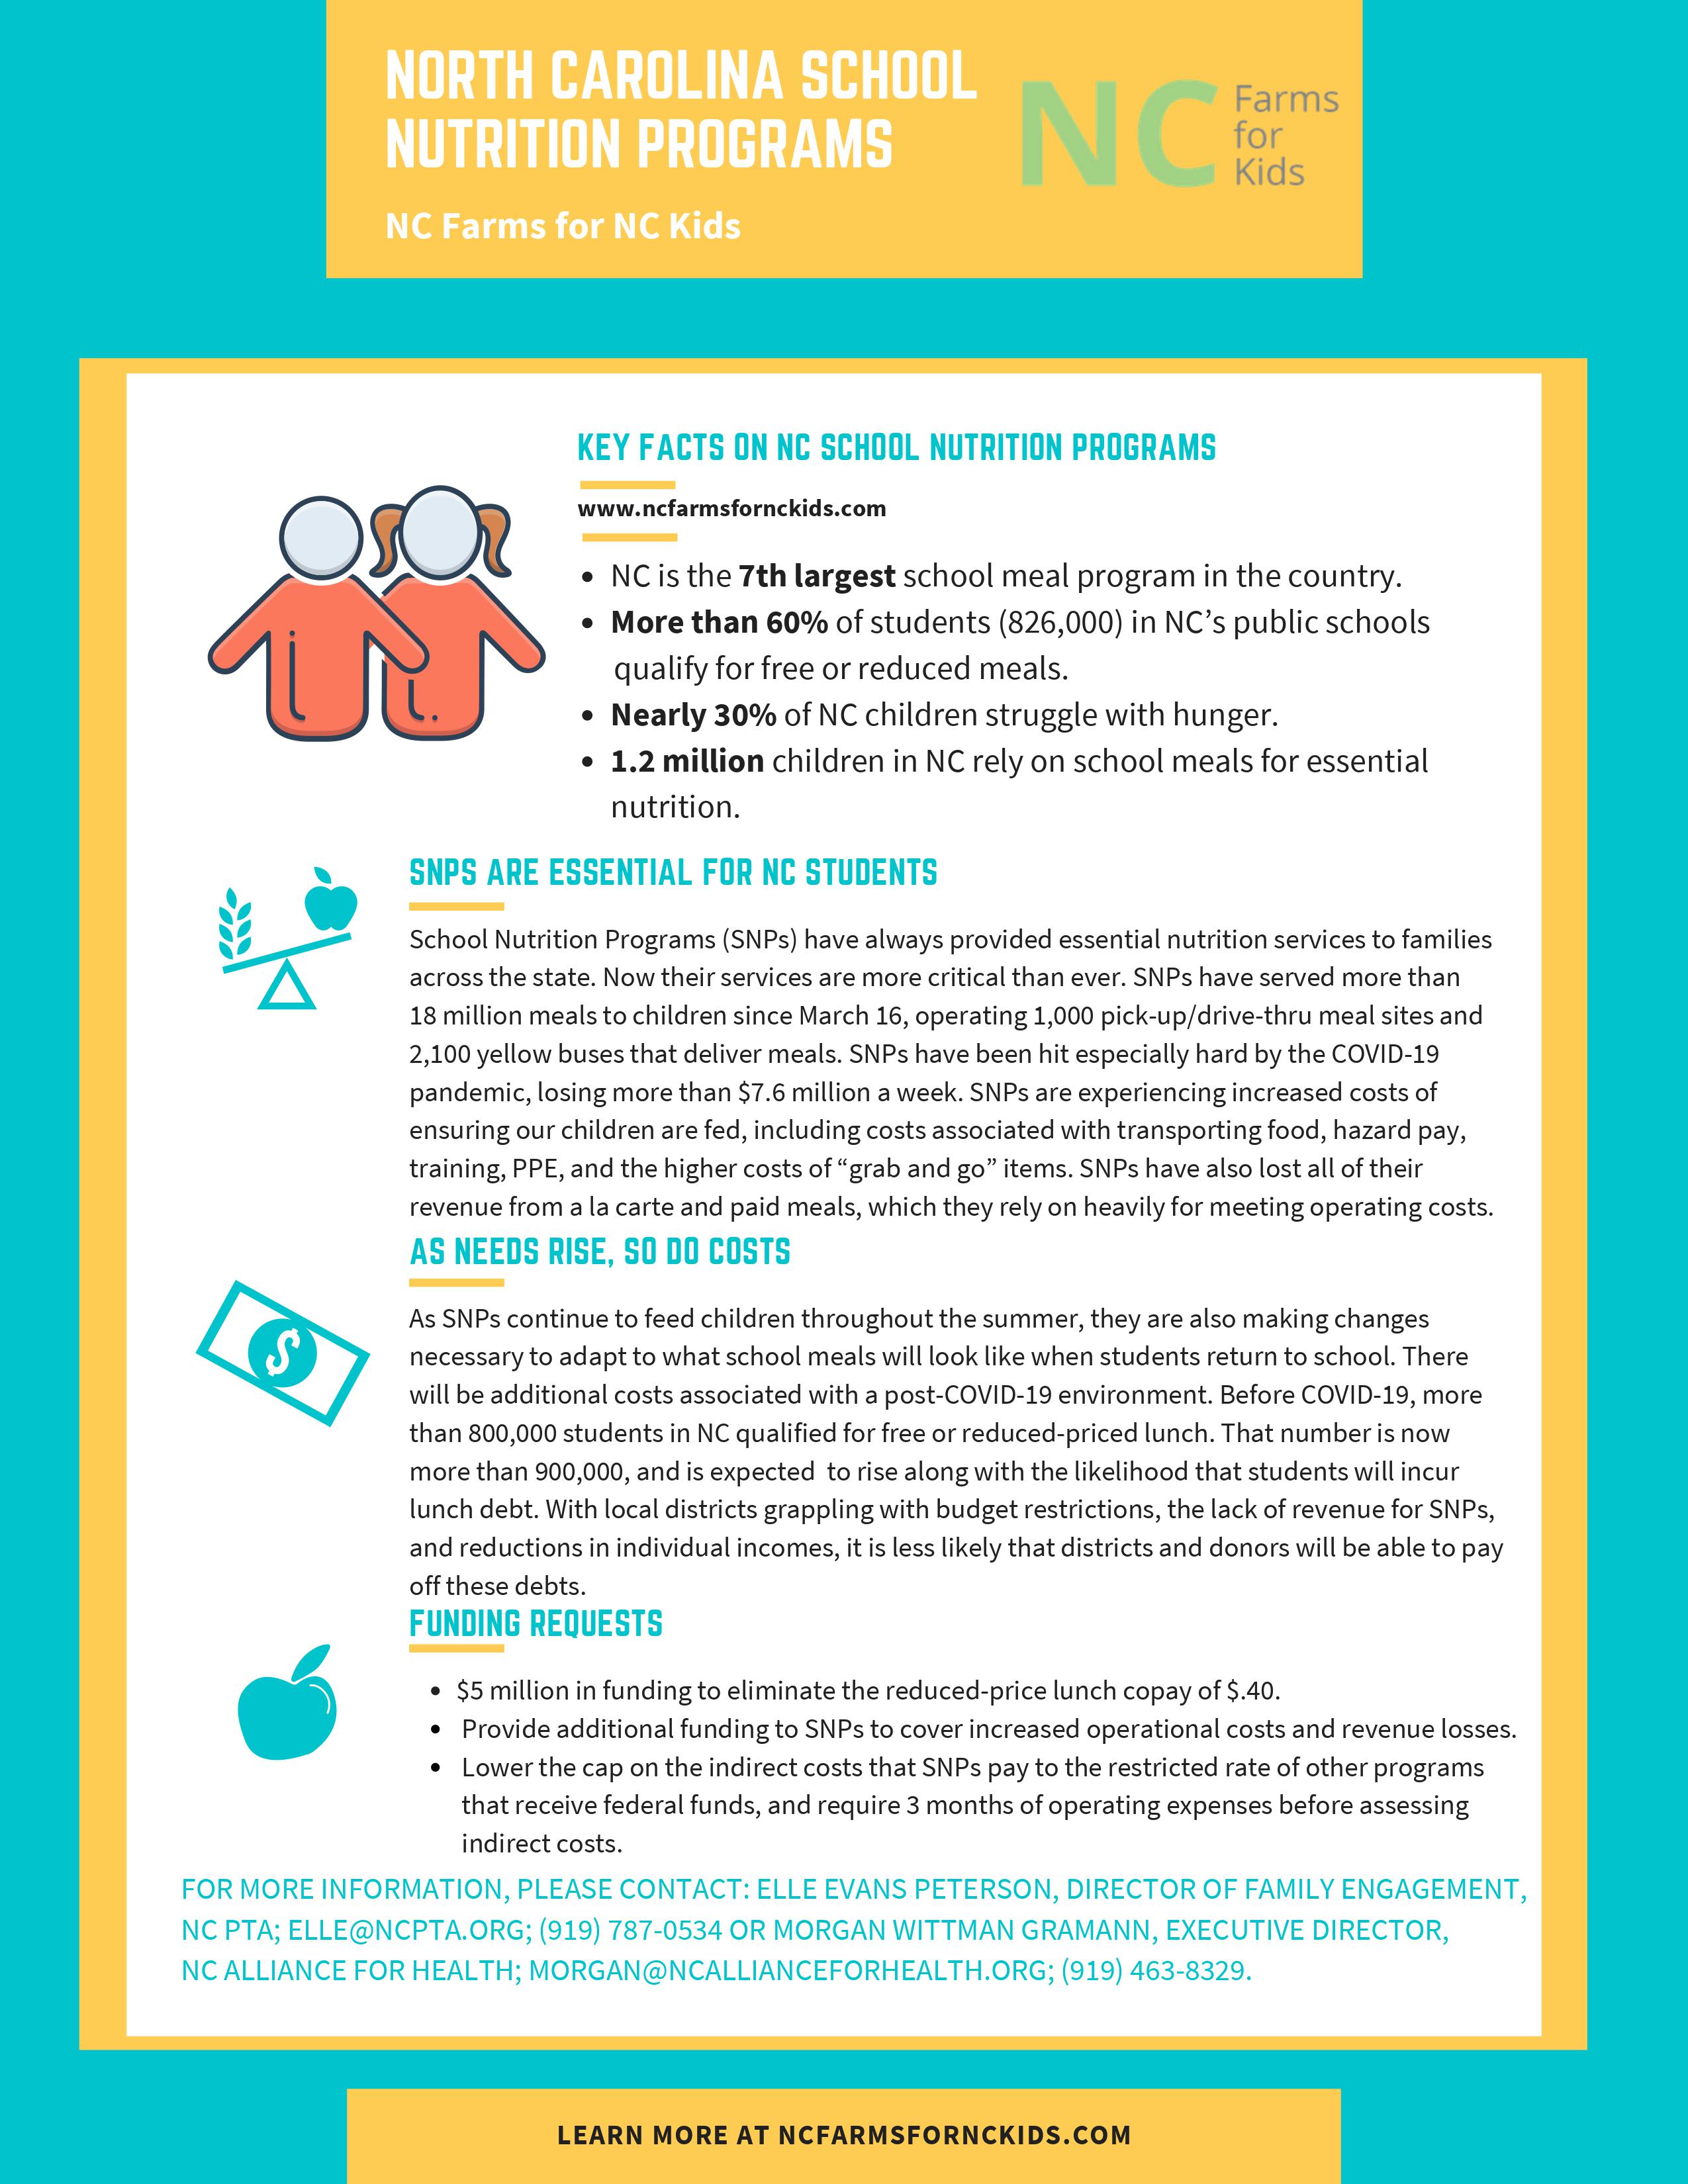 NORTH CAROLINA SCHOOL
NUTRITION PROGRAMS
NC Farms for NC Kids
NC
Farms
for
Kids
KEY FACTS ON NC SCHOOL NUTRITION PROGRAMS
www.ncfarmsfornckids.com
• NC is the 7th largest school meal program in the country.
• More than 60% of students (826,000) in NC’s public schools
qualify for free or reduced meals.
• Nearly 30% of NC children struggle with hunger.
• 1.2 million children in NC rely on school meals for essential
nutrition.
SNPS ARE ESSENTIAL FOR NC STUDENTS
School Nutrition Programs (SNPs) have always provided essential nutrition services to families
across the state. Now their services are more critical than ever. SNPs have served more than
18 million meals to children since March 16, operating 1,000 pick-up/drive-thru meal sites and
2,100 yellow buses that deliver meals. SNPs have been hit especially hard by the COVID-19
pandemic, losing more than $7.6 million a week. SNPs are experiencing increased costs of
ensuring our children are fed, including costs associated with transporting food, hazard pay,
training, PPE, and the higher costs of “grab and go” items. SNPs have also lost all of their
revenue from a la carte and paid meals, which they rely on heavily for meeting operating costs.
AS NEEDS RISE, SO DO COSTS
$
As SNPs continue to feed children throughout the summer, they are also making changes
necessary to adapt to what school meals will look like when students return to school. There
will be additional costs associated with a post-COVID-19 environment. Before COVID-19, more
than 800,000 students in NC qualified for free or reduced-priced lunch. That number is now
more than 900,000, and is expected  to rise along with the likelihood that students will incur
lunch debt. With local districts grappling with budget restrictions, the lack of revenue for SNPs,
and reductions in individual incomes, it is less likely that districts and donors will be able to pay
off these debts.
FUNDING REQUESTS
• $5 million in funding to eliminate the reduced-price lunch copay of $.40.
• Provide additional funding to SNPs to cover increased operational costs and revenue losses.
• Lower the cap on the indirect costs that SNPs pay to the restricted rate of other programs
that receive federal funds, and require 3 months of operating expenses before assessing
indirect costs.
FOR MORE INFORMATION, PLEASE CONTACT: ELLE EVANS PETERSON, DIRECTOR OF FAMILY ENGAGEMENT,
NC PTA; ELLE@NCPTA.ORG; (919) 787-0534 OR MORGAN WITTMAN GRAMANN, EXECUTIVE DIRECTOR,
NC ALLIANCE FOR HEALTH; MORGAN@NCALLIANCEFORHEALTH.ORG; (919) 463-8329.
LEARN MORE AT NCFARMSFORNCKIDS.COM